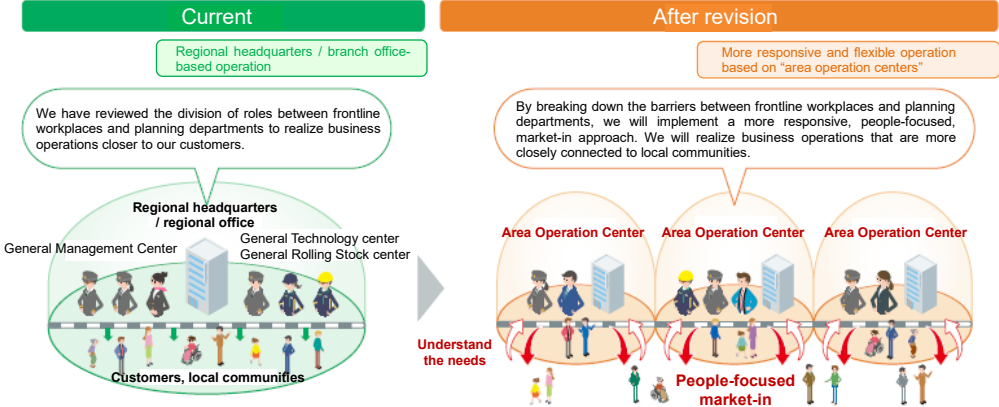 Current
Regional headquarters / branch office-
based operation
We have reviewed the division of roles between frontline
workplaces and planning departments to realize business
operations closer to our customers.
Regional headquarters
/ regional office
General Management Center
General Technology center
General Rolling Stock center
Customers, local communities
After revision
More responsive and flexible operation
based on “area operation centers”
By breaking down the barriers between frontline workplaces and planning
departments, we will implement a more responsive, people-focused,
market-in approach. We will realize business operations that are more
closely connected to local communities.
Area Operation Center
Area Operation Center
Area Operation Center
Understand
the needs
People-focused
market-in